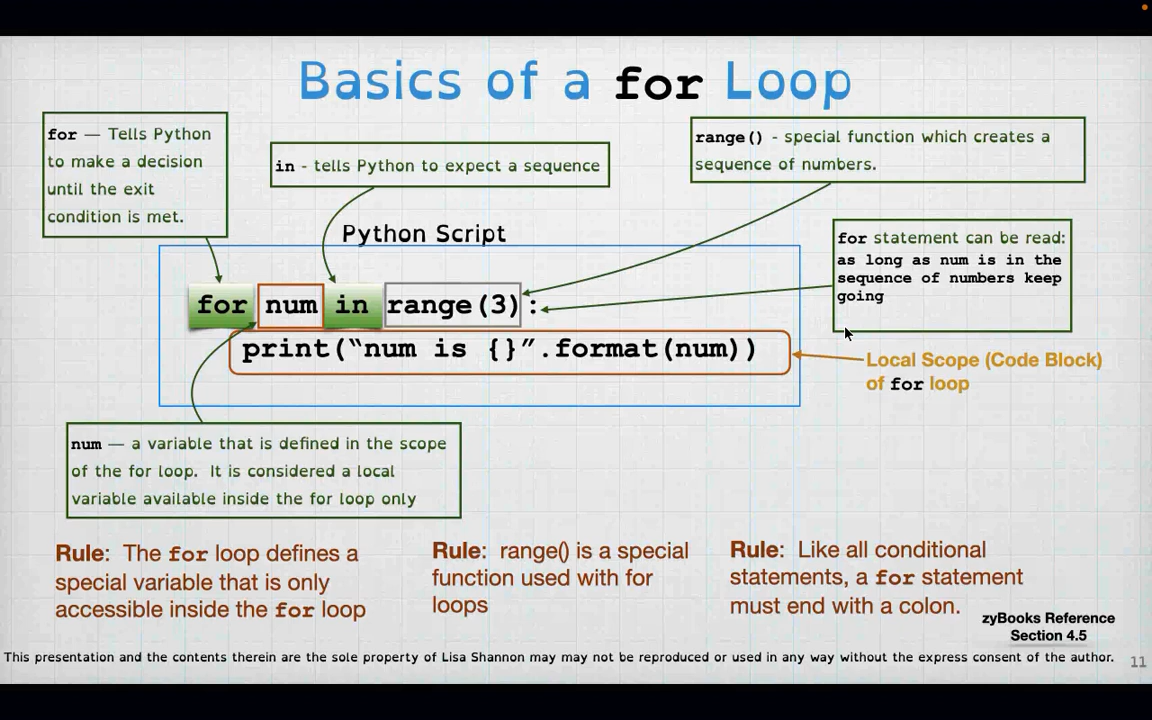 Basics of a for Loop
for — Tells Python
to make a decision
until the exit
condition is met.
in - tells Python to expect a sequence
range() - special function which creates a
sequence of numbers.
Python Script
for statement can be read:
as long as num is in the
sequence of numbers keep
going
for num in range(3):
print(“num is {}”.format(num))
Local Scope (Code Block)
of for loop
num — a variable that is defined in the scope
of the for loop.  It is considered a local
variable available inside the for loop only
Rule:  The for loop defines a
special variable that is only
accessible inside the for loop
Rule:  range() is a special
function used with for
loops
Rule:  Like all conditional
statements, a for statement
must end with a colon.
zyBooks Reference
Section 4.5
This presentation and the contents therein are the sole property of Lisa Shannon may may not be reproduced or used in any way without the express consent of the author.
11